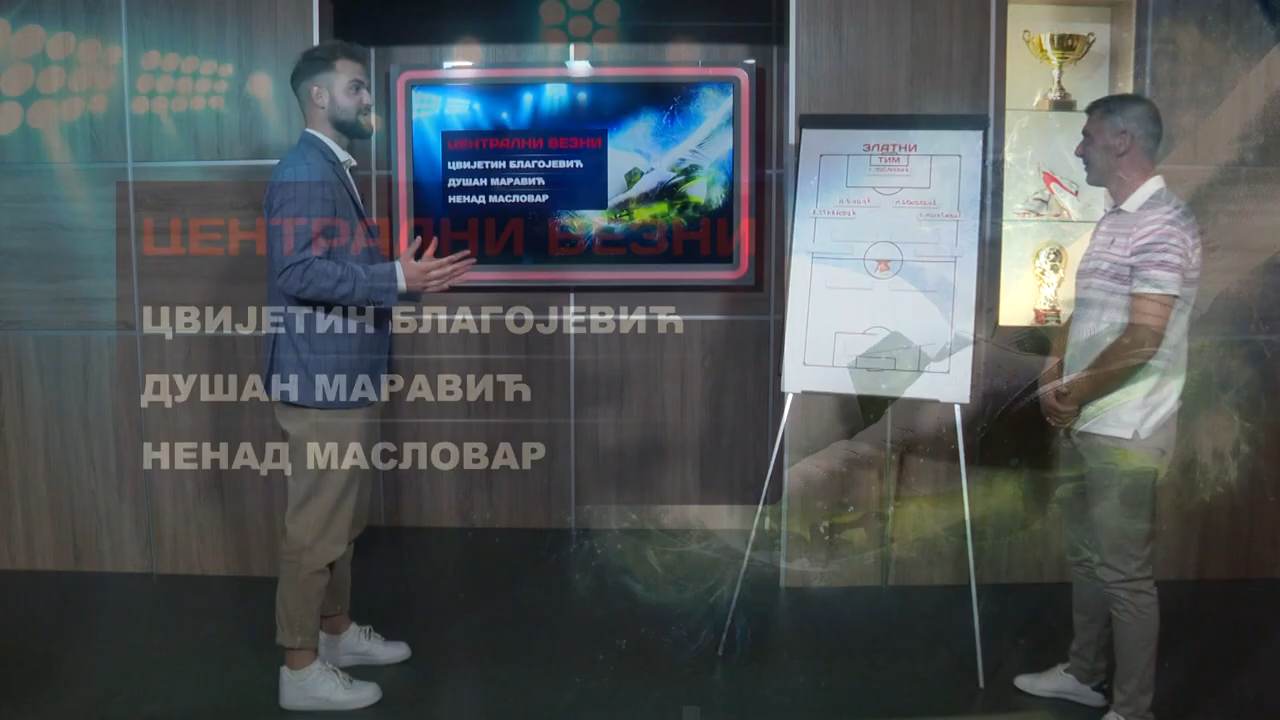 ЦЕНТРАЛНИ ВЕЗНИ
ЦВИЈЕТИН БЛАГОЈЕВИЋ
ДУШАН МАРАВИЋ
НЕНАД МАСЛОВАР
ЦЕНТРАЛНИ ВЕЗНИ
ЦВИЈЕТИН БЛАГОЈЕВИЋ
ДУШАН МАРАВИЋ
НЕНАД МАСЛОВАР
ЗЛАТНИ
ТИМ